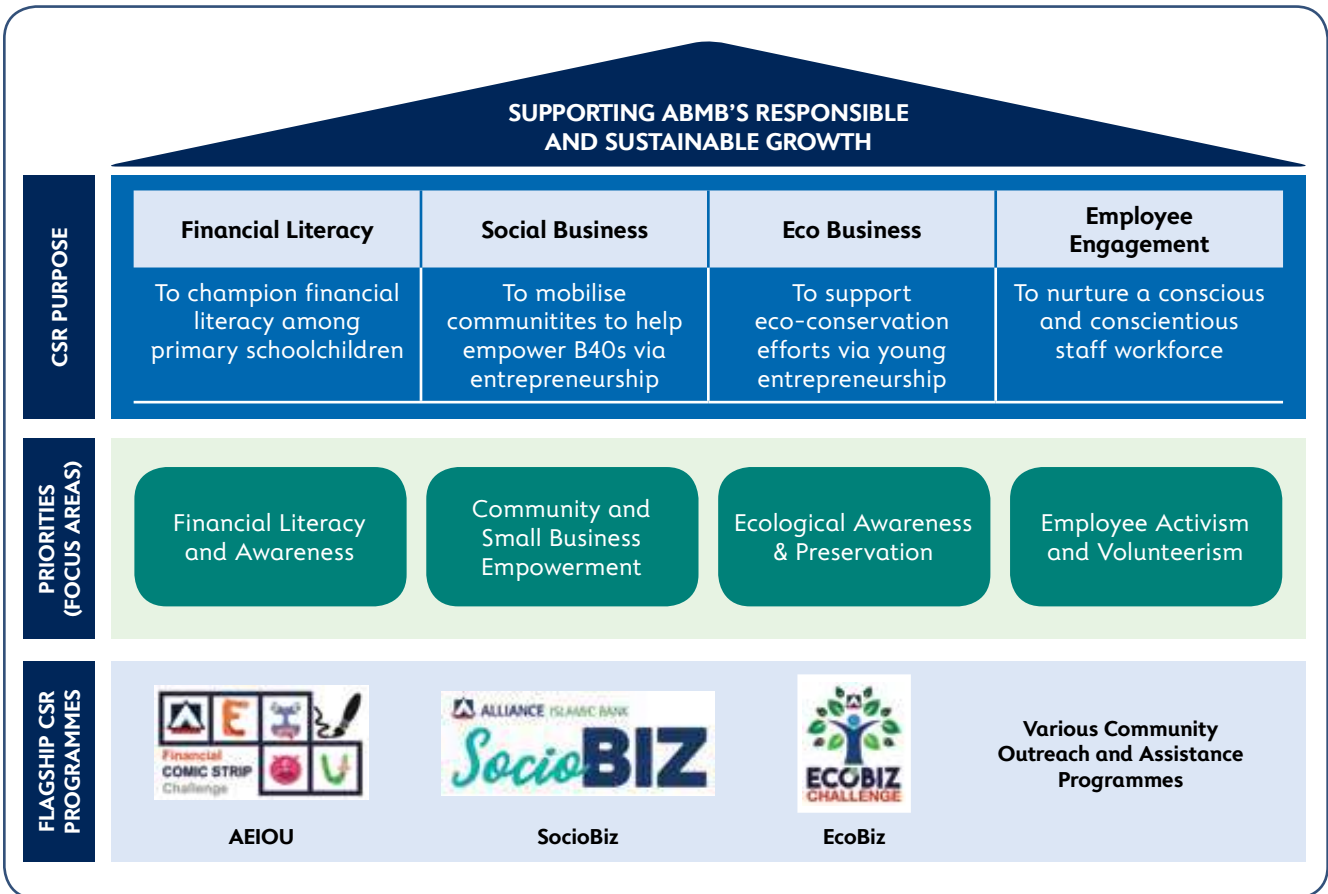 SUPPORTING ABMB'S RESPONSIBLE
AND SUSTAINABLE GROWTH
CSR PURPOSE
Financial Literacy
Social Business
Eco Business
Employee
Engagement
To champion financial
literacy among
primary schoolchildren
To mobilise
communitites to help
empower B40s via
entrepreneurship
To support
eco-conservation
efforts via young
entrepreneurship
To nurture a conscious
and conscientious
staff workforce
PRIORITIES
(FOCUS AREAS)
Financial Literacy
and Awareness
Community and
Small Business
Empowerment
Ecological Awareness
& Preservation
Employee Activism
and Volunteerism
FLAGSHIP CSR
PROGRAMMES
A E I
Financial
COMIC STRIP
Challenge
O U
AEIOU
ALLIANCE ISLAMIC BANK
SocioBIZ
SocioBiz
ECOBIZ
CHALLENGE
EcoBiz
Various Community
Outreach and Assistance
Programmes